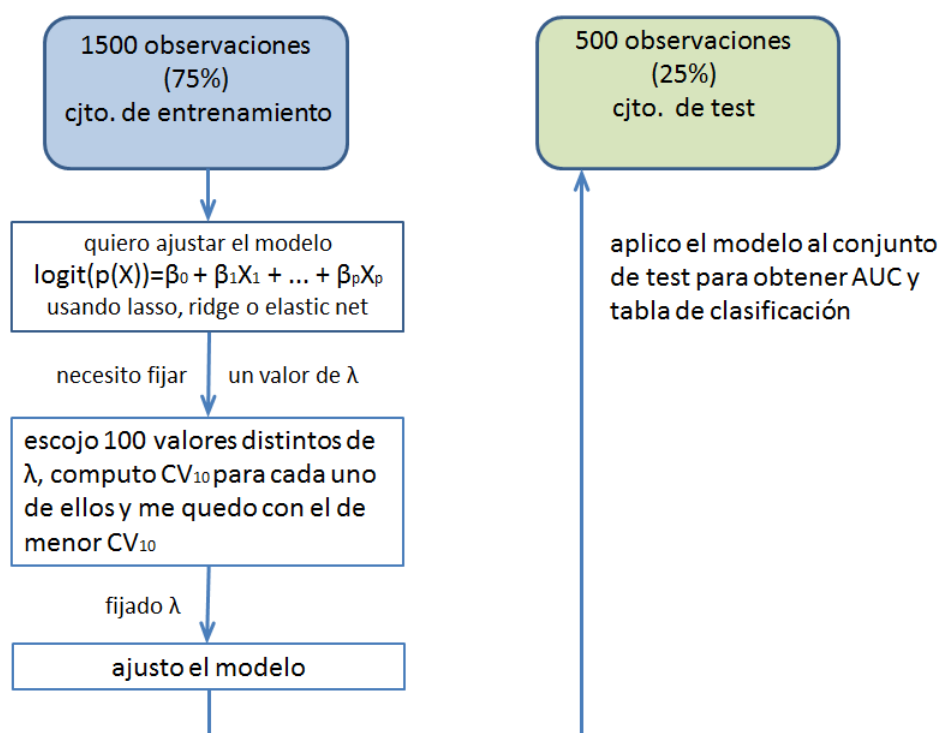 1500 observaciones
(75%)
cjto. de entrenamiento
quiero ajustar el modelo
logit(p(X))=β₀ + β₁X₁ + ... + βₚXₚ
usando lasso, ridge o elastic net
necesito fijar un valor de λ
escojo 100 valores distintos de
λ, computo CV₁₀ para cada uno
de ellos y me quedo con el de
menor CV₁₀
fijado λ
ajusto el modelo
500 observaciones
(25%)
cjto. de test
aplico el modelo al conjunto
de test para obtener AUC y
tabla de clasificación